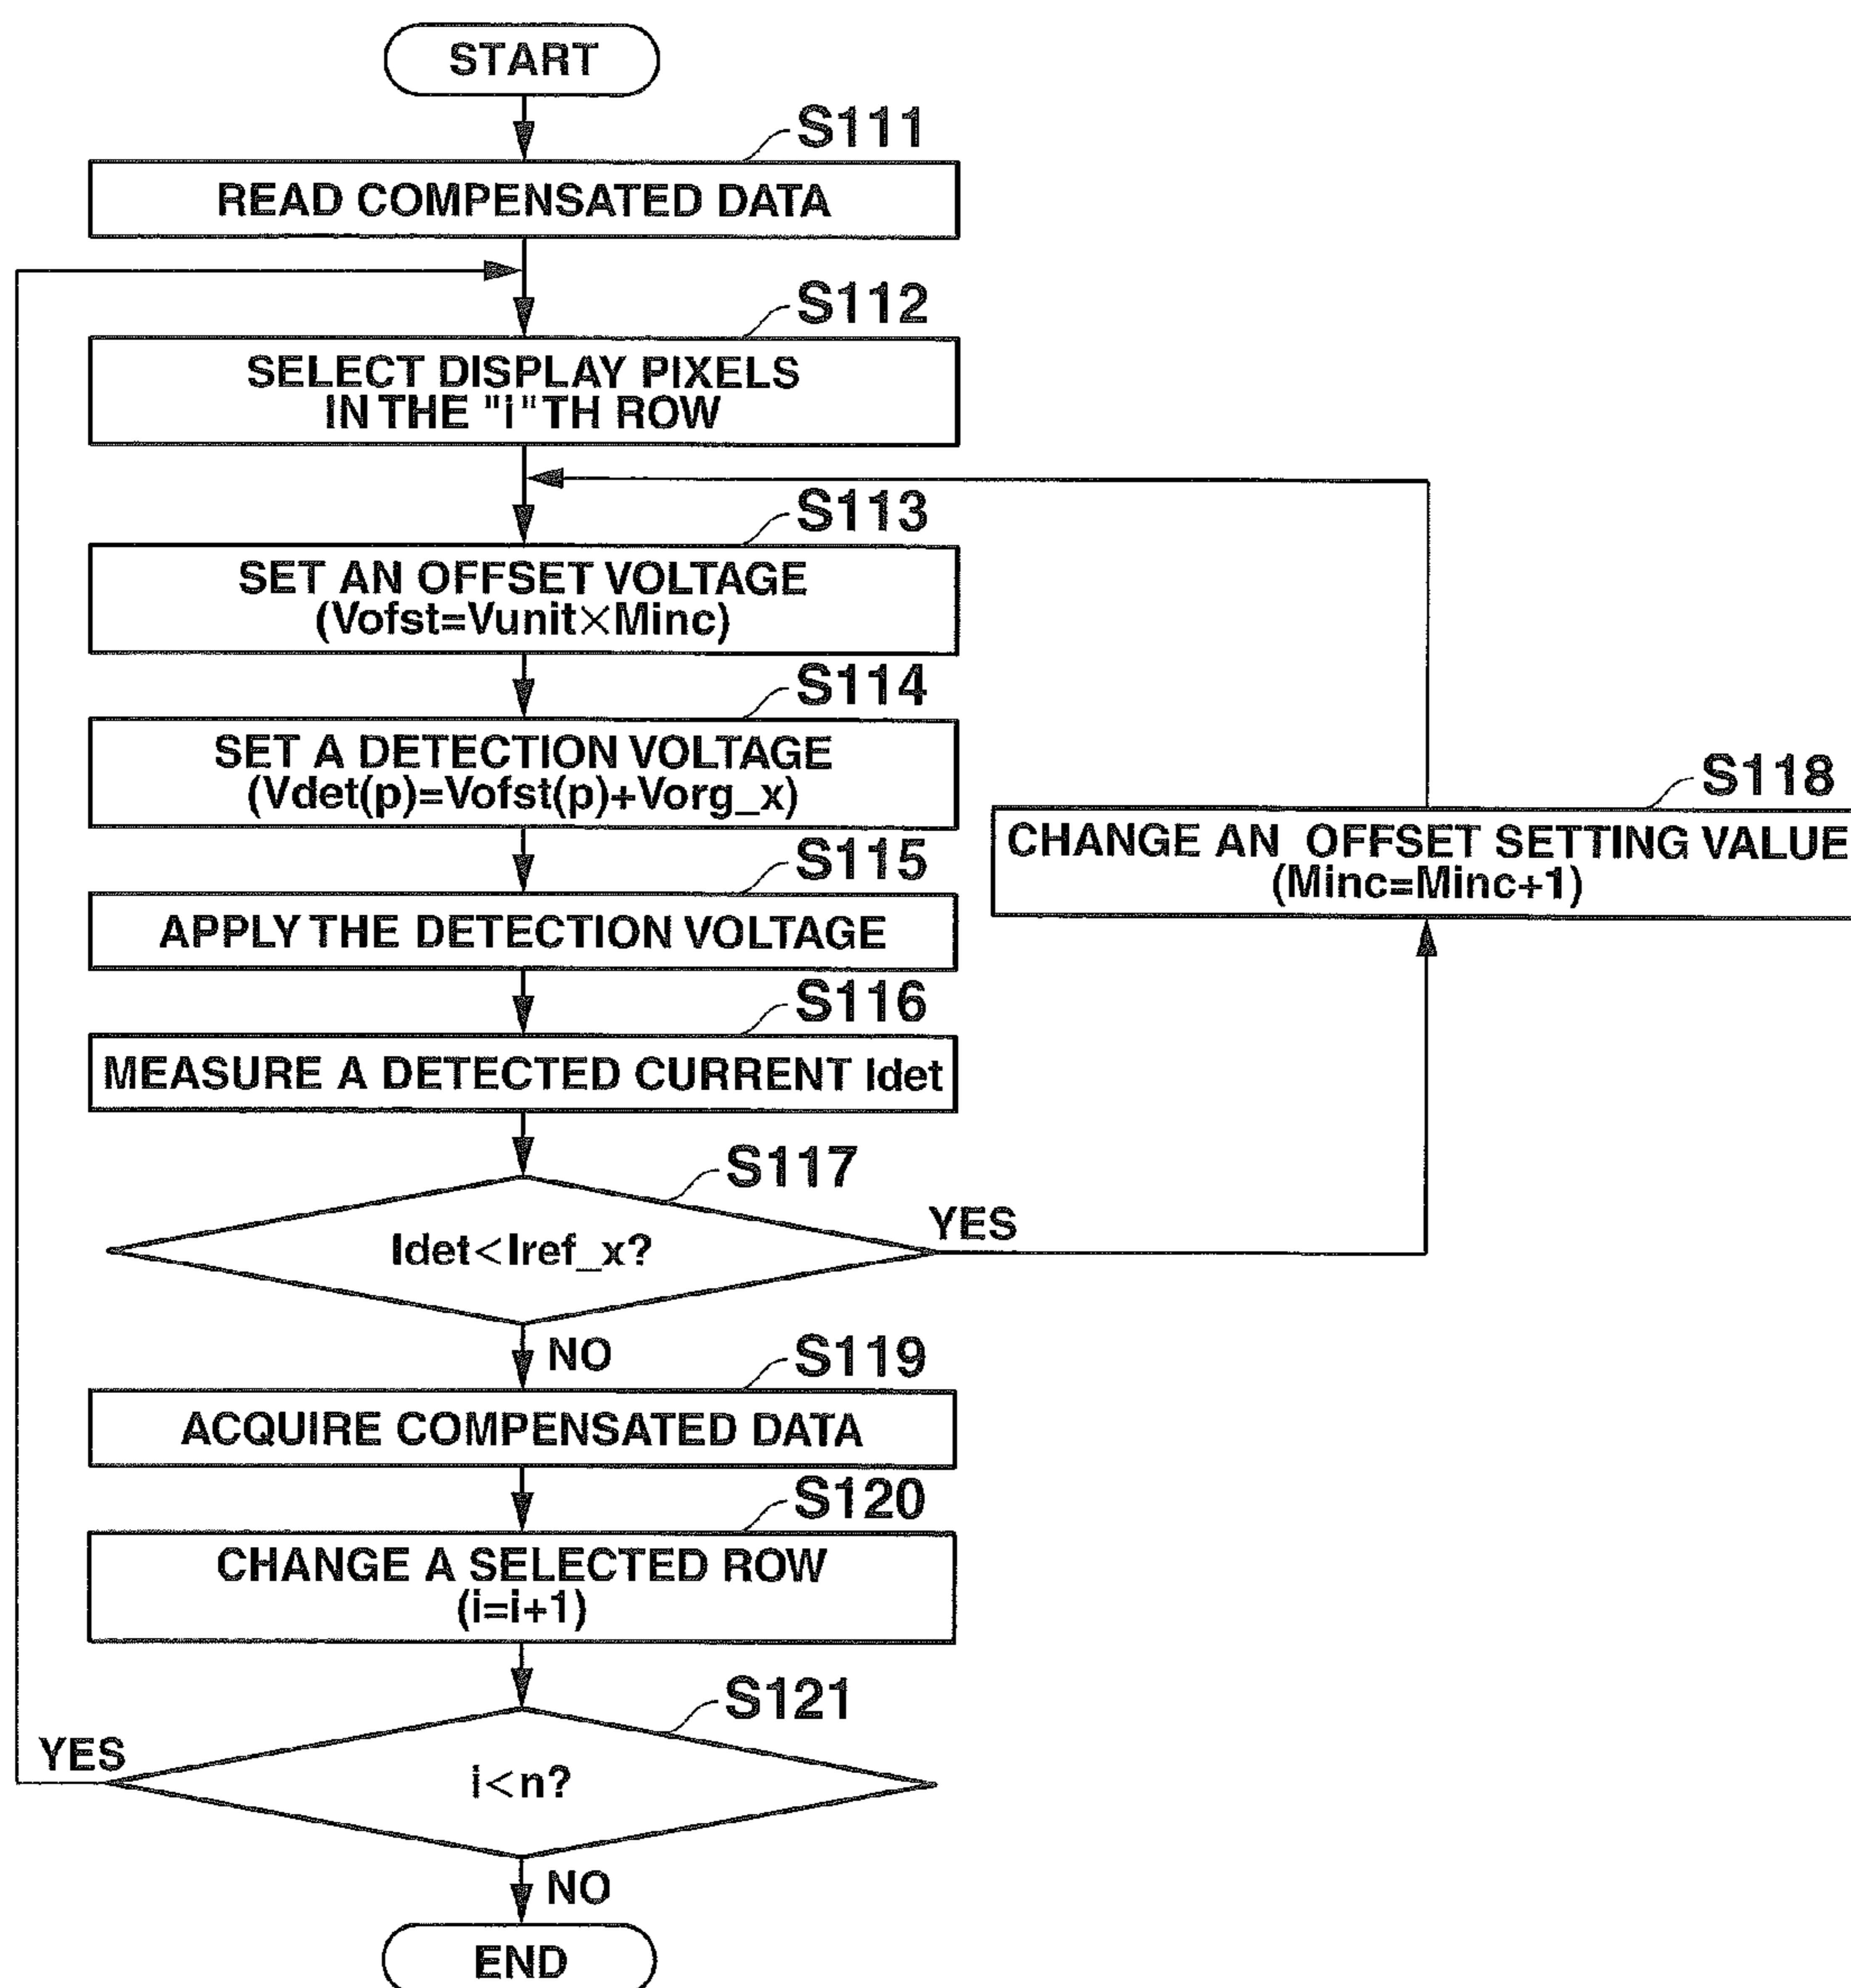 START
S111
READ COMPENSATED DATA
S112
SELECT DISPLAY PIXELS
IN THE "i"TH ROW
S113
SET AN OFFSET VOLTAGE
(Vofst=Vunit×Minc)
S114
SET A DETECTION VOLTAGE
(Vdet(p)=Vofst(p)+Vorg_x)
S115
APPLY THE DETECTION VOLTAGE
S116
MEASURE A DETECTED CURRENT Idet
S117
Idet<Iref_x?
YES
S118
CHANGE AN OFFSET SETTING VALUE
(Minc=Minc+1)
NO
S119
ACQUIRE COMPENSATED DATA
S120
CHANGE A SELECTED ROW
(i=i+1)
S121
i<n?
YES
NO
END